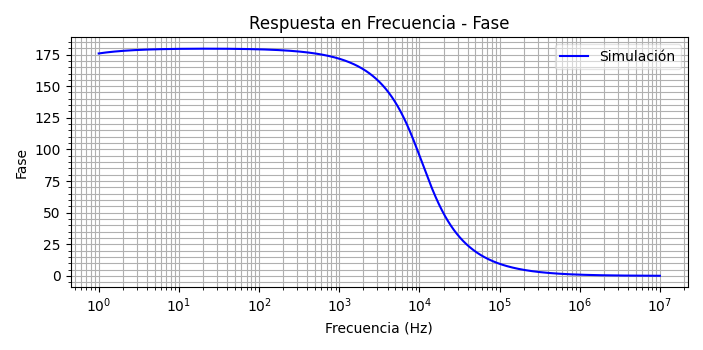 Respuesta en Frecuencia - Fase
Simulación
Fase
175
150
125
100
75
50
25
0
10⁰ 10¹ 10² 10³ 10⁴ 10⁵ 10⁶ 10⁷
Frecuencia (Hz)